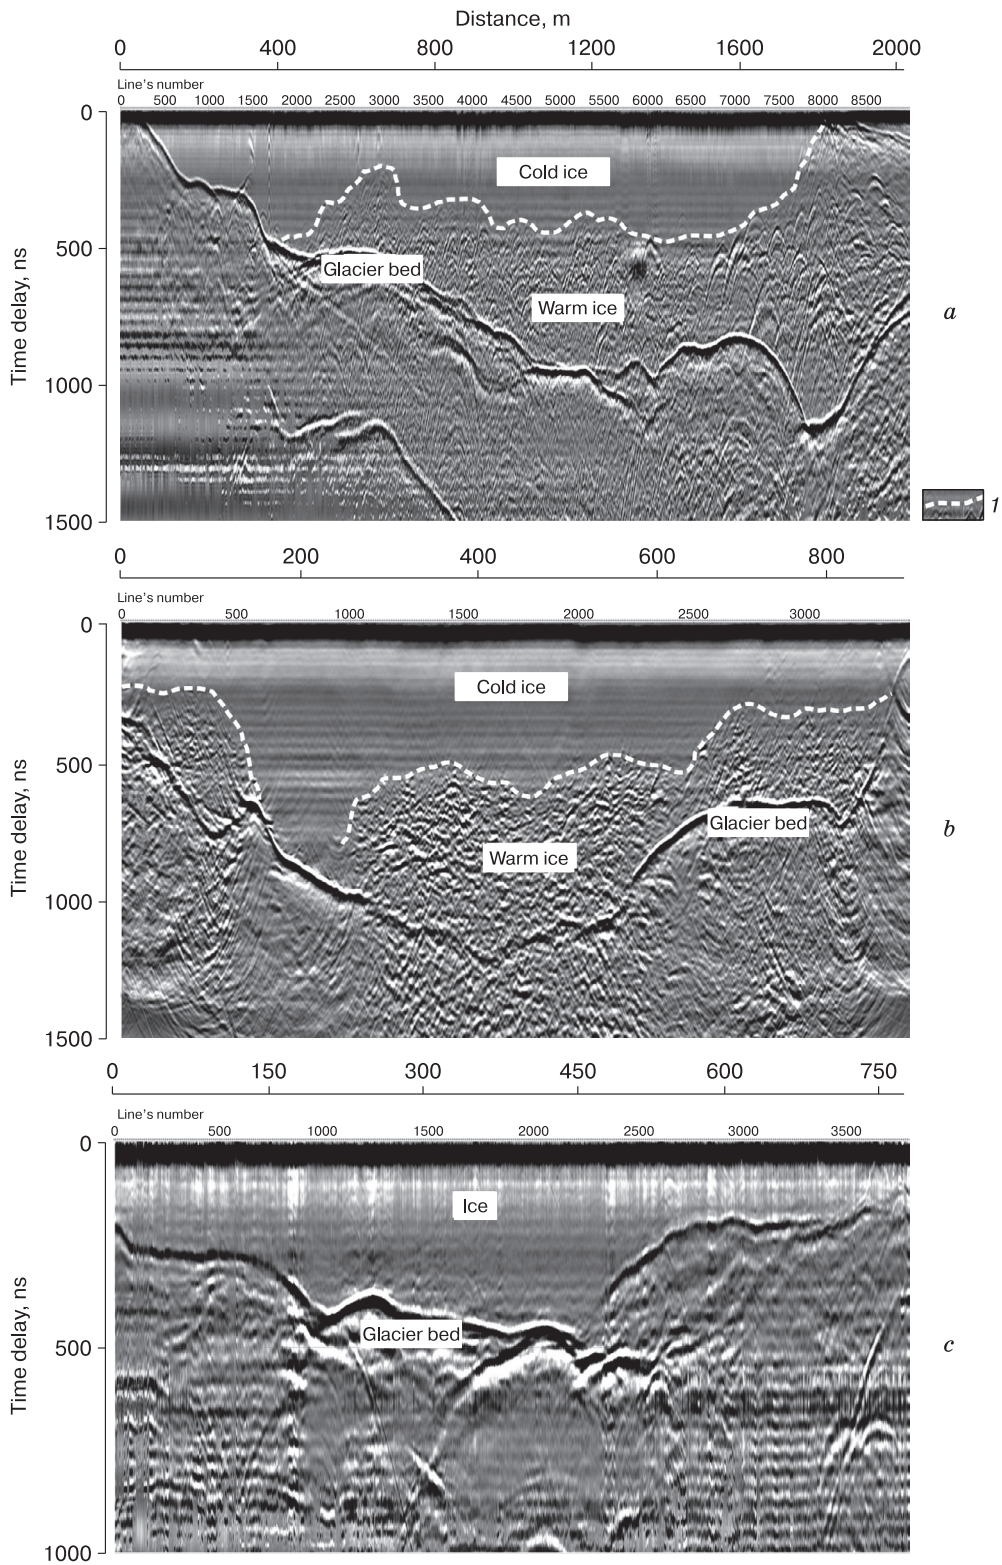 Distance, m
0 400 800 1200 1600 2000
Line's number
0 500 1000 1500 2000 2500 3000 3500 4000 4500 5000 5500 6000 6500 7000 7500 8000 8500
0
Cold ice
500
Glacier bed
Warm ice
Time delay, ns
a
1000
1
1500
0 200 400 600 800
Line's number
0 500 1000 1500 2000 2500 3000
0
Cold ice
500
Glacier bed
Time delay, ns
b
Warm ice
1000
1500
0 150 300 450 600 750
Line's number
0 500 1000 1500 2000 2500 3000 3500
0
Ice
Glacier bed
500
Time delay, ns
c
1000